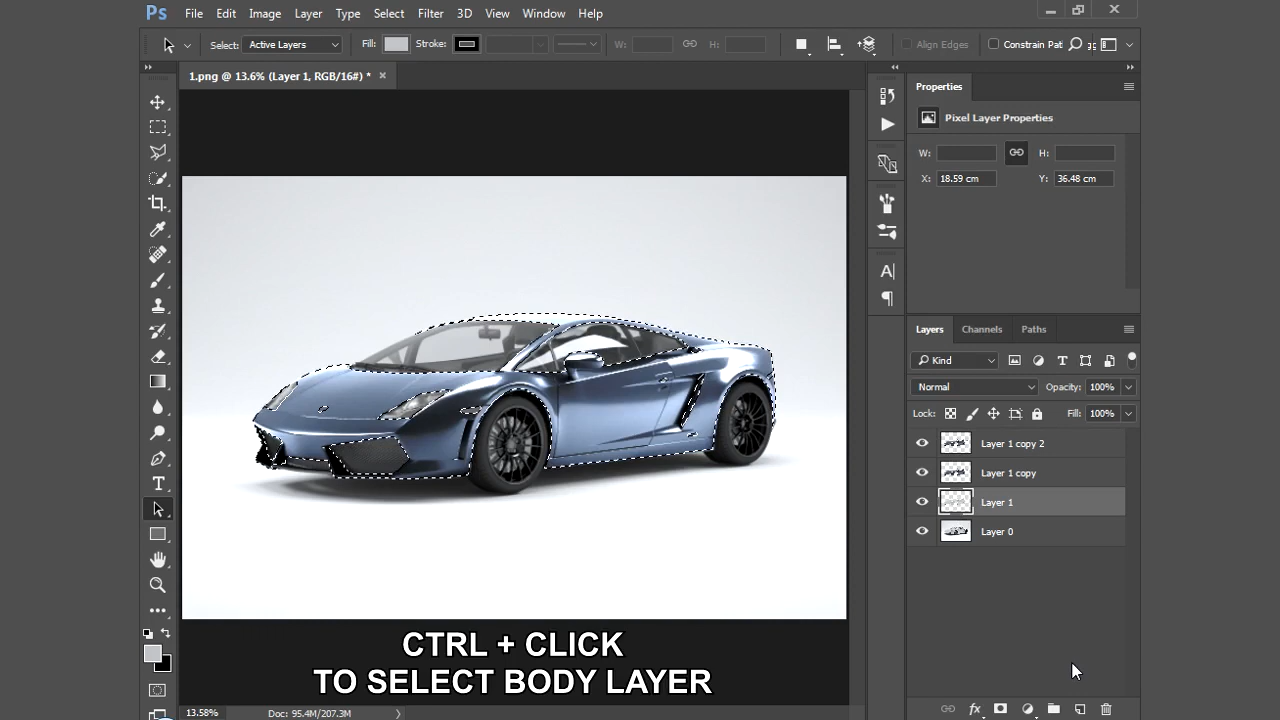 Ps File Edit Image Layer Type Select Filter 3D View Window Help
Select: Active Layers Fill: Stroke: W: H: Align Edges Constrain Pat
1.png @ 13.6% (Layer 1, RGB/16#) * ×
Properties
Pixel Layer Properties
W: H:
X: 18.59 cm Y: 36.48 cm
Layers Channels Paths
Kind
Normal Opacity: 100%
Lock: Fill: 100%
Layer 1 copy 2
Layer 1 copy
Layer 1
Layer 0
CTRL + CLICK
TO SELECT BODY LAYER
13.58% Doc: 95.4M/207.3M